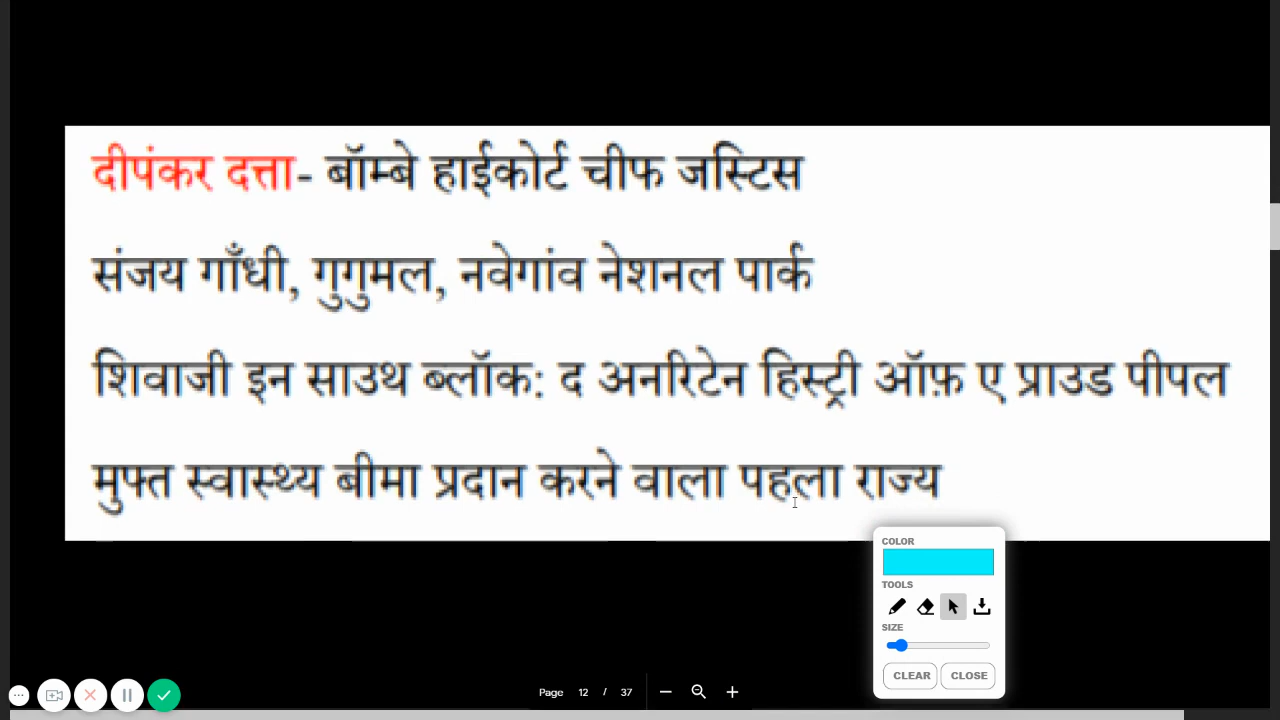 दीपंकर दत्ता- बॉम्बे हाईकोर्ट चीफ जस्टिस
संजय गाँधी, गुगुमल, नवेगांव नेशनल पार्क
शिवाजी इन साउथ ब्लॉक: द अनरिटेन हिस्ट्री ऑफ़ ए प्राउड पीपल
मुफ्त स्वास्थ्य बीमा प्रदान करने वाला पहला राज्य
COLOR
TOOLS
SIZE
CLEAR CLOSE
Page 12 / 37